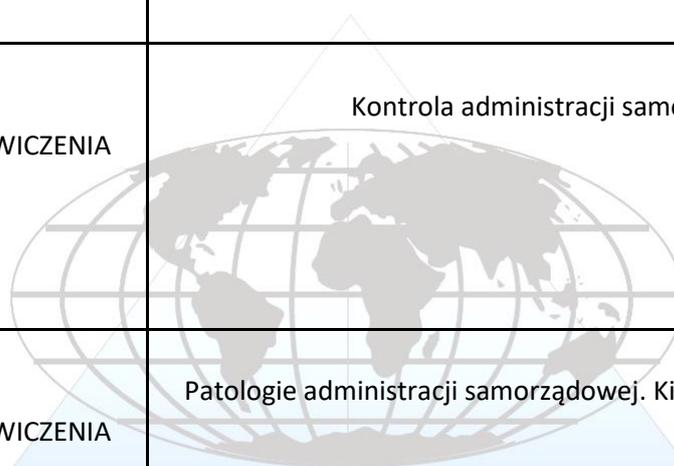 Kontrola administracji samo
WICZENIA
Patologie administracji samorządowej. Ki
WICZENIA